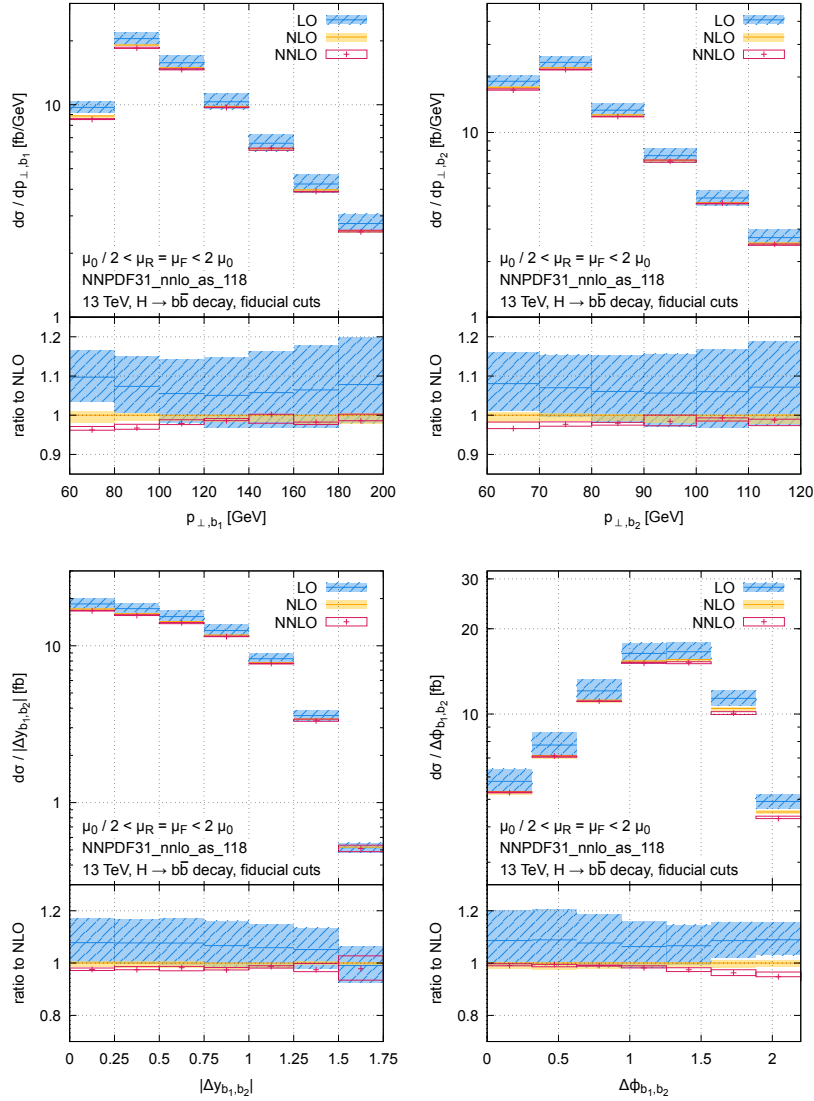 LO
NLO
NNLO
10
dσ / dp⊥,b1 [fb/GeV]
μ0 / 2 < μR = μF < 2 μ0
NNPDF31_nnlo_as_118
13 TeV, H → bb̅ decay, fiducial cuts
1
1.2
1.1
1
0.9
ratio to NLO
60 80 100 120 140 160 180 200
p⊥,b1 [GeV]
LO
NLO
NNLO
10
dσ / dp⊥,b2 [fb/GeV]
μ0 / 2 < μR = μF < 2 μ0
NNPDF31_nnlo_as_118
13 TeV, H → bb̅ decay, fiducial cuts
1
1.2
1.1
1
0.9
ratio to NLO
60 70 80 90 100 110 120
p⊥,b2 [GeV]
LO
NLO
NNLO
10
1
dσ / |Δyb1,b2| [fb]
μ0 / 2 < μR = μF < 2 μ0
NNPDF31_nnlo_as_118
13 TeV, H → bb̅ decay, fiducial cuts
1.2
1
0.8
ratio to NLO
0 0.25 0.5 0.75 1 1.25 1.5 1.75
|Δyb1,b2|
LO
NLO
NNLO
30
20
10
dσ / Δϕb1,b2 [fb]
μ0 / 2 < μR = μF < 2 μ0
NNPDF31_nnlo_as_118
13 TeV, H → bb̅ decay, fiducial cuts
1.2
1
0.8
ratio to NLO
0 0.5 1 1.5 2
Δϕb1,b2